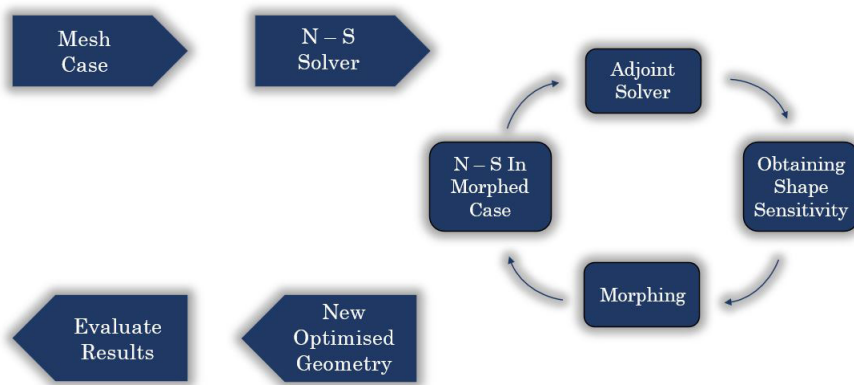 Mesh
Case
N – S
Solver
Adjoint
Solver
Obtaining
Shape
Sensitivity
Morphing
N – S In
Morphed
Case
New
Optimised
Geometry
Evaluate
Results